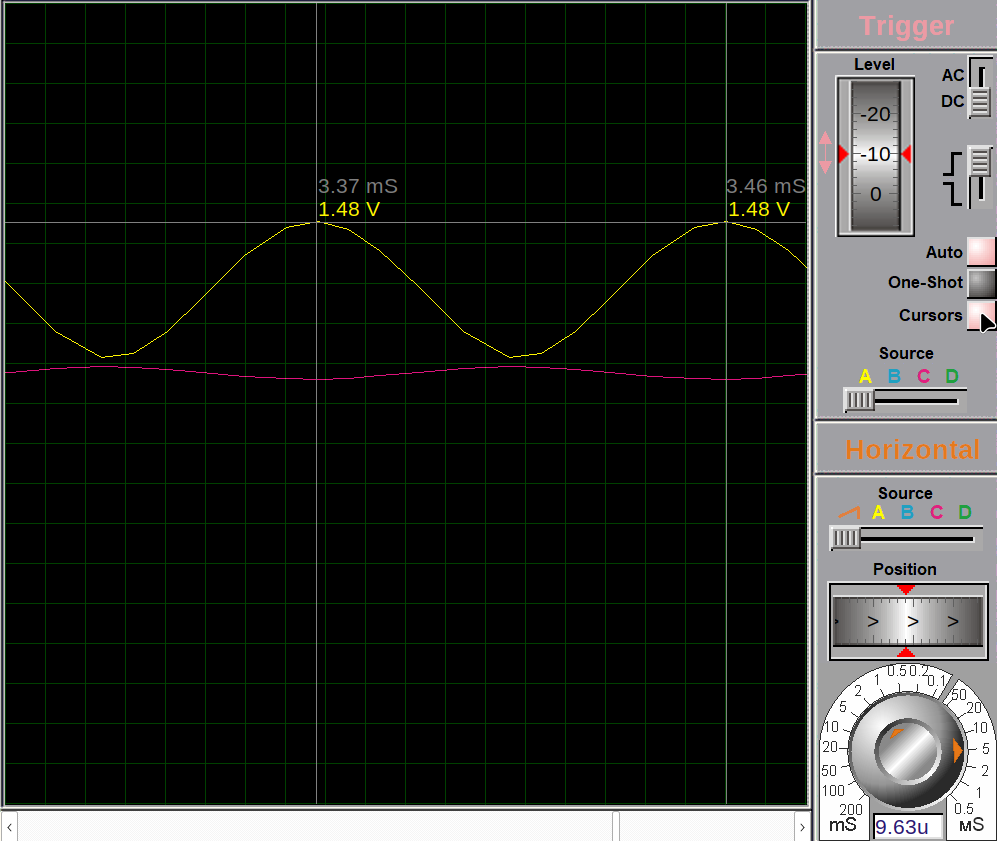 3.37 mS
1.48 V
3.46 mS
1.48 V
Trigger
Level
AC
DC
-20
-10
0
Auto
One-Shot
Cursors
Source
A B C D
Horizontal
Source
A B C D
Position
> > > >
0.5 0.2
1 0.1
2 50
5 20
10 10
20 5
50 2
100 1
200 0.5
mS 9.63u мS
< >